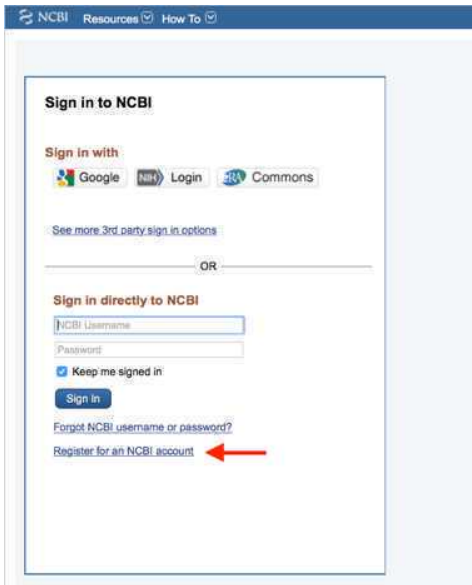 NCBI Resources How To
Sign in to NCBI
Sign in with
Google NIH Login eRA Commons
See more 3rd party sign in options
OR
Sign in directly to NCBI
NCBI Username
Password
Keep me signed in
Sign In
Forgot NCBI username or password?
Register for an NCBI account